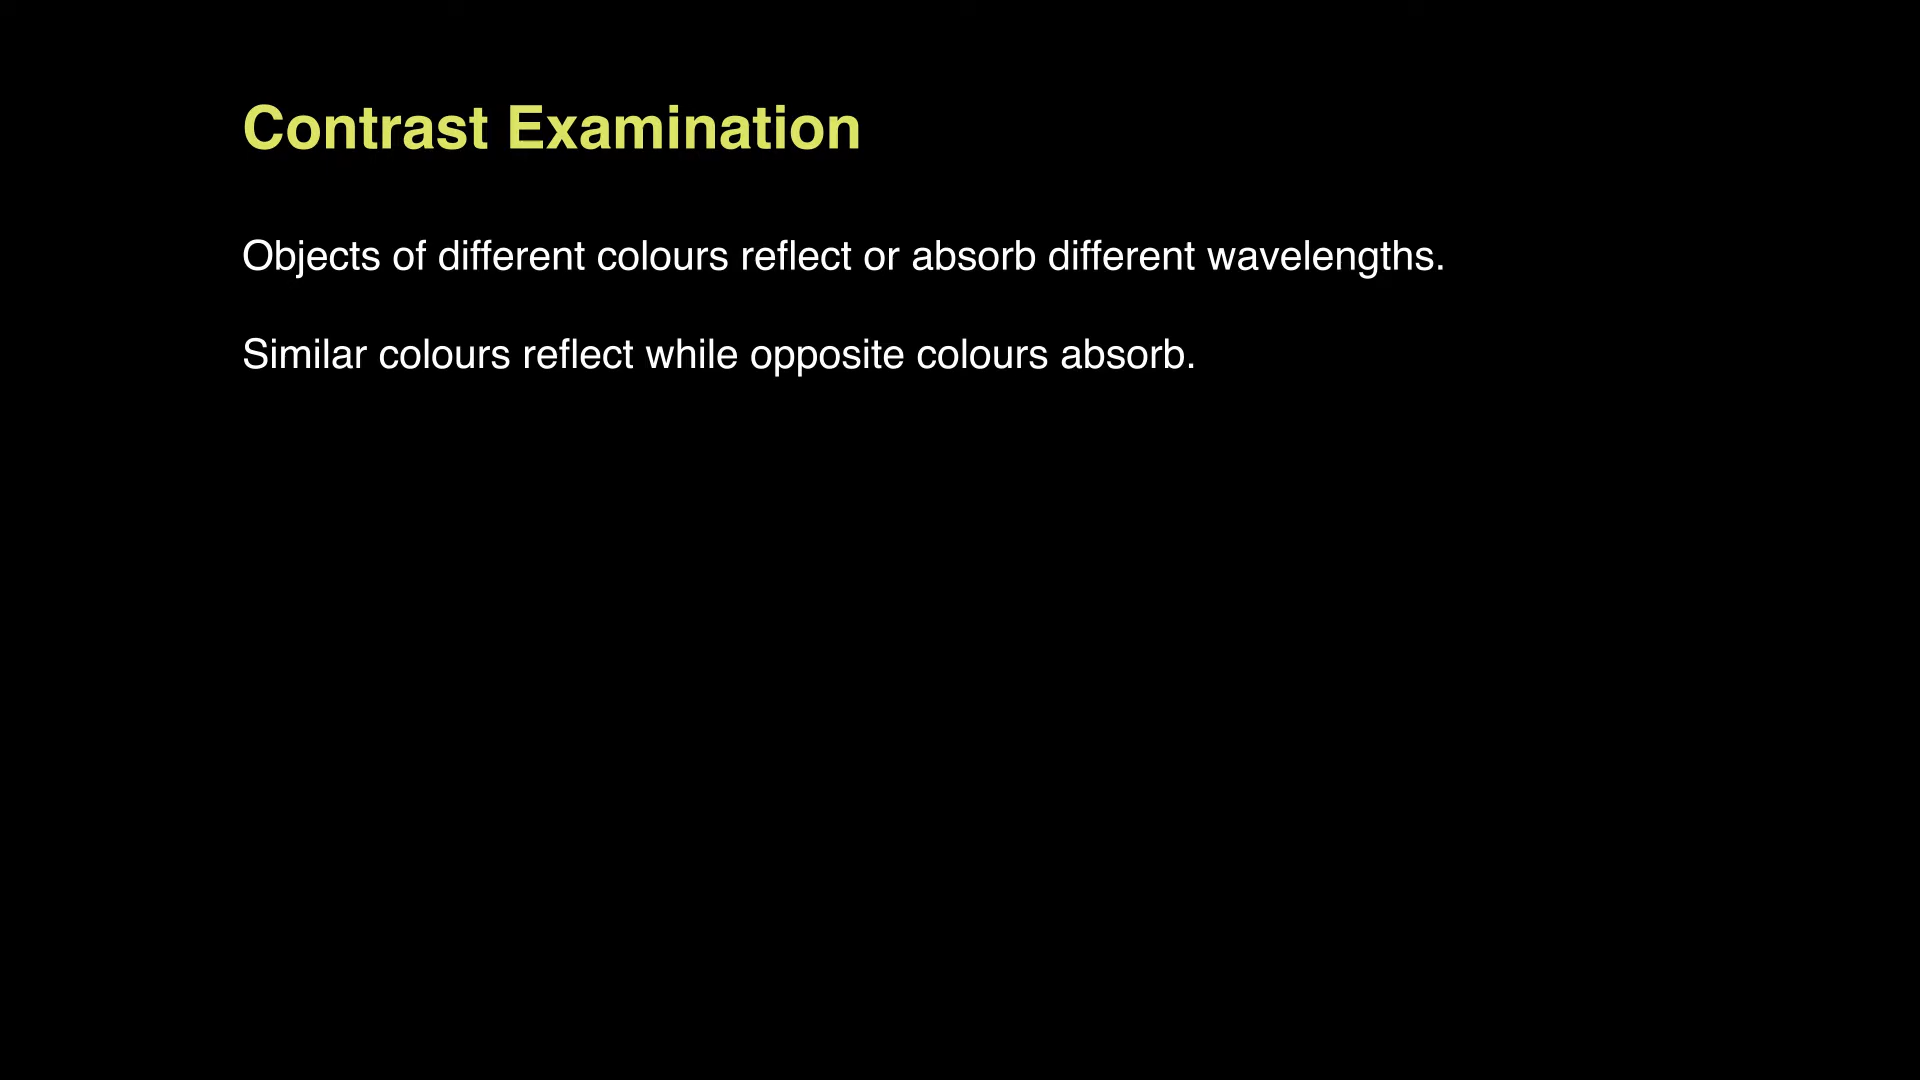 Contrast Examination
Objects of different colours reflect or absorb different wavelengths.
Similar colours reflect while opposite colours absorb.